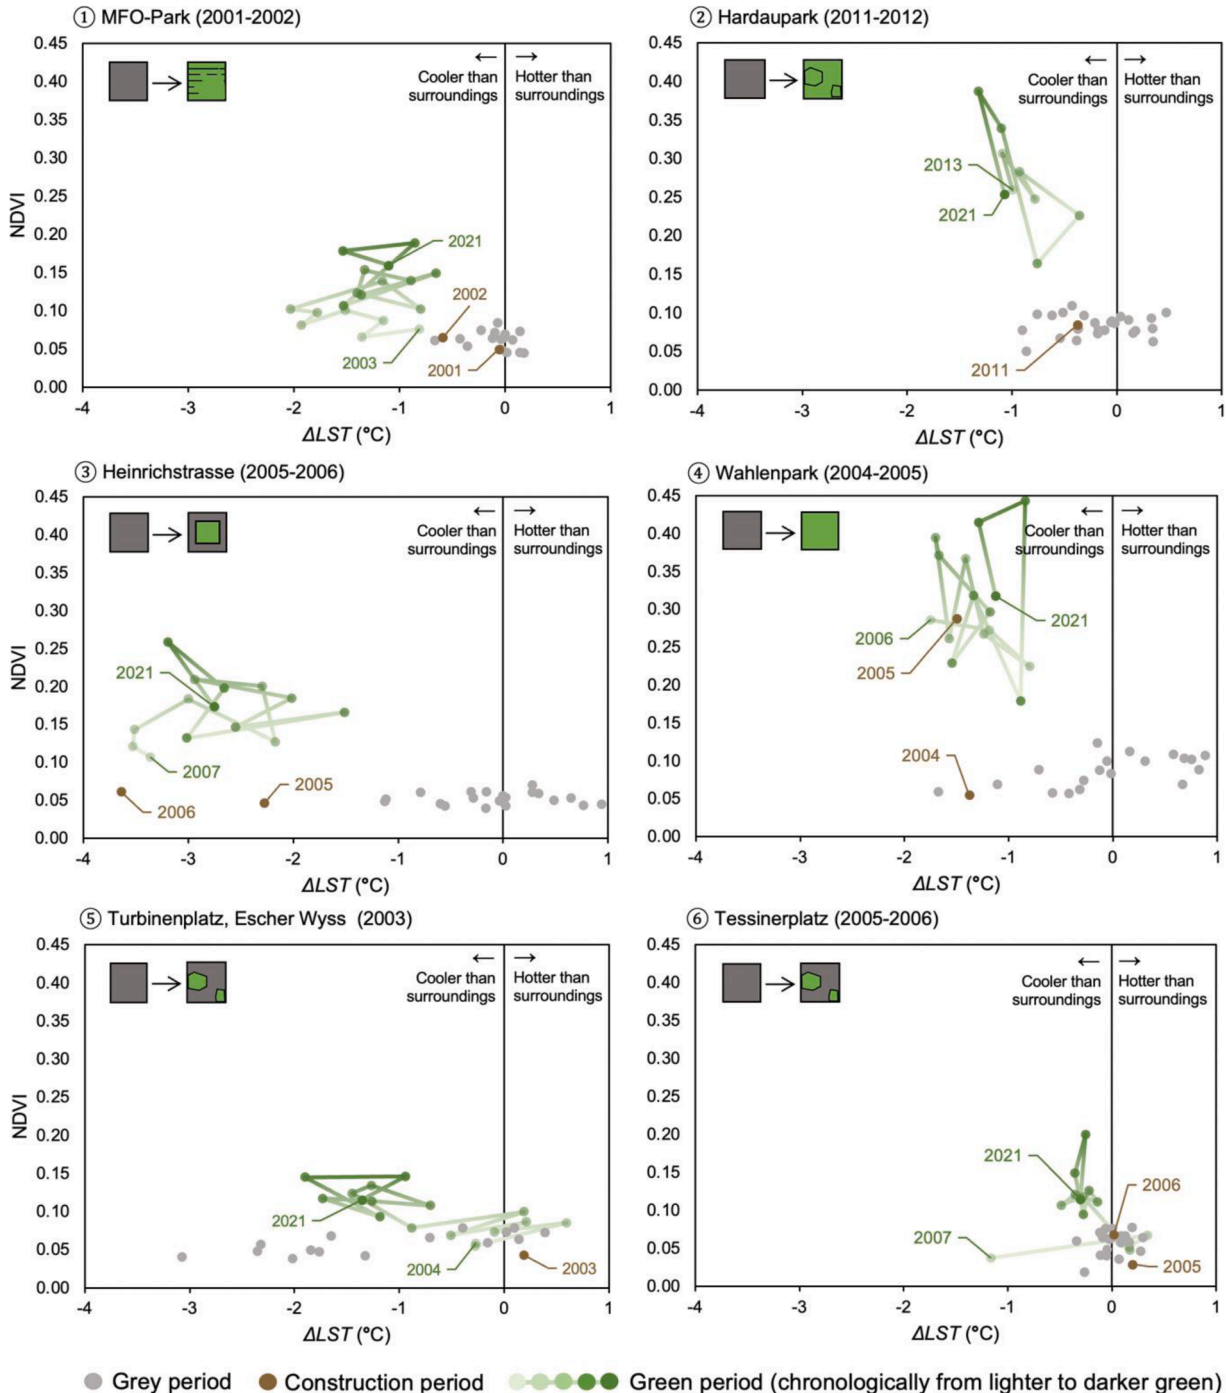 ① MFO-Park (2001-2002)
0.45
0.40
0.35
0.30
0.25
0.20
0.15
0.10
0.05
0.00
NDVI
← →
Cooler than surroundings
Hotter than surroundings
2021
2002
2003
2001
-4 -3 -2 -1 0 1
ΔLST (°C)
② Hardaupark (2011-2012)
0.45
0.40
0.35
0.30
0.25
0.20
0.15
0.10
0.05
0.00
← →
Cooler than surroundings
Hotter than surroundings
2013
2021
2011
-4 -3 -2 -1 0 1
ΔLST (°C)
③ Heinrichstrasse (2005-2006)
0.45
0.40
0.35
0.30
0.25
0.20
0.15
0.10
0.05
0.00
NDVI
← →
Cooler than surroundings
Hotter than surroundings
2021
2007
2005
2006
-4 -3 -2 -1 0 1
ΔLST (°C)
④ Wahlenpark (2004-2005)
0.45
0.40
0.35
0.30
0.25
0.20
0.15
0.10
0.05
0.00
← →
Cooler than surroundings
Hotter than surroundings
2006
2021
2005
2004
-4 -3 -2 -1 0 1
ΔLST (°C)
⑤ Turbinenplatz, Escher Wyss (2003)
0.45
0.40
0.35
0.30
0.25
0.20
0.15
0.10
0.05
0.00
NDVI
← →
Cooler than surroundings
Hotter than surroundings
2021
2004
2003
-4 -3 -2 -1 0 1
ΔLST (°C)
⑥ Tessinerplatz (2005-2006)
0.45
0.40
0.35
0.30
0.25
0.20
0.15
0.10
0.05
0.00
← →
Cooler than surroundings
Hotter than surroundings
2021
2006
2007
2005
-4 -3 -2 -1 0 1
ΔLST (°C)
Grey period Construction period Green period (chronologically from lighter to darker green)